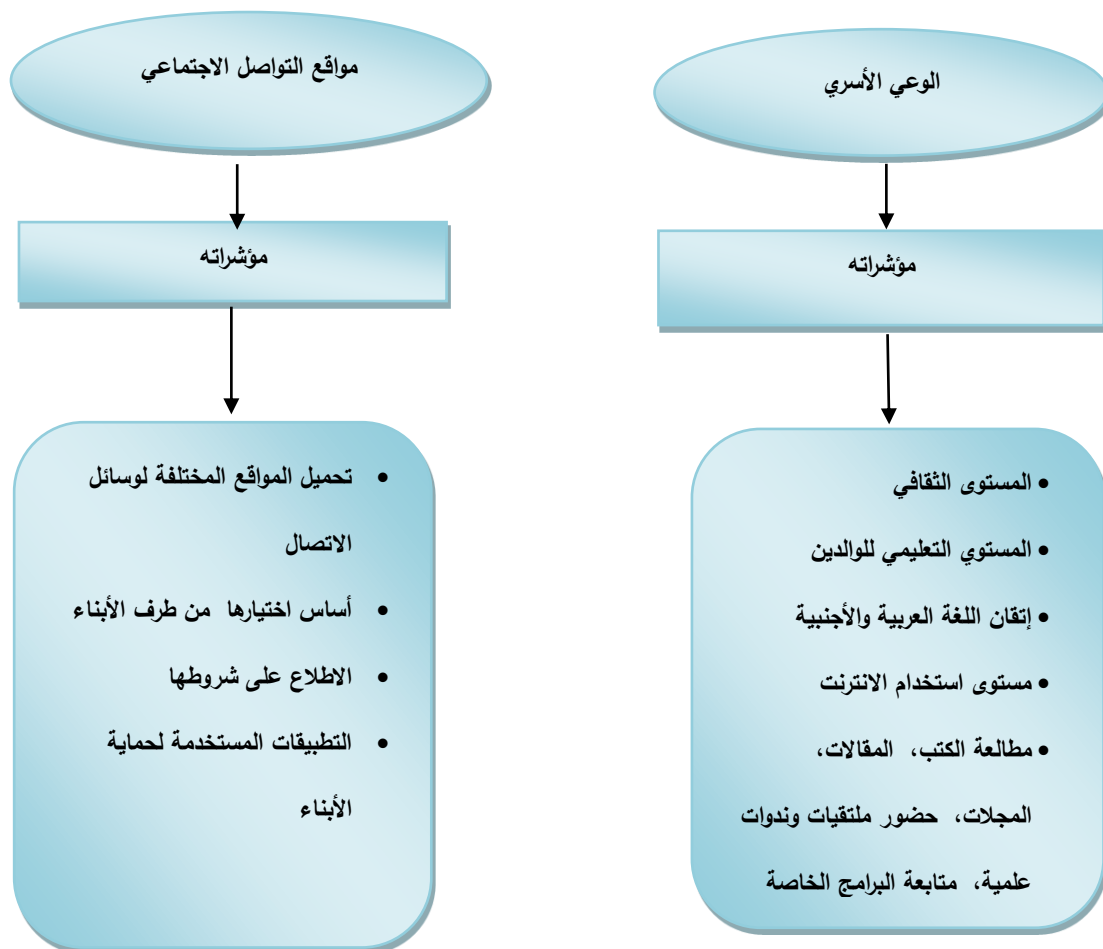 الوعي الأسري
مؤشراته
• المستوى الثقافي
• المستوي التعليمي للوالدين
• إتقان اللغة العربية والأجنبية
• مستوى استخدام الانترنت
• مطالعة الكتب، المقالات،
المجلات، حضور ملتقيات وندوات
علمية، متابعة البرامج الخاصة
مواقع التواصل الاجتماعي
مؤشراته
• تحميل المواقع المختلفة لوسائل
الاتصال
• أساس اختيارها من طرف الأبناء
• الاطلاع على شروطها
• التطبيقات المستخدمة لحماية
الأبناء